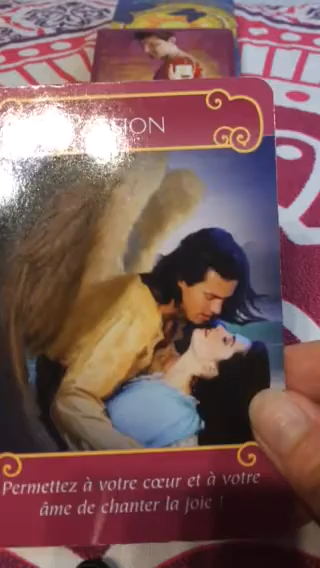 Permettez à votre cœur et à votre
âme de chanter la joie !